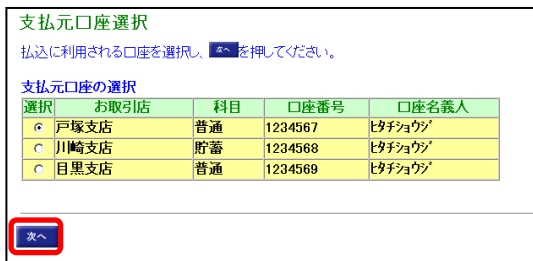 支払元口座選択
払込に利用される口座を選択し、次へを押してください。
支払元口座の選択
選択 お取引店 科目 口座番号 口座名義人
戸塚支店 普通 1234567 ﾋﾀﾁｼｮｳｼﾞ
川崎支店 貯蓄 1234568 ﾋﾀﾁｼｮｳｼﾞ
目黒支店 普通 1234569 ﾋﾀﾁｼｮｳｼﾞ
次へ